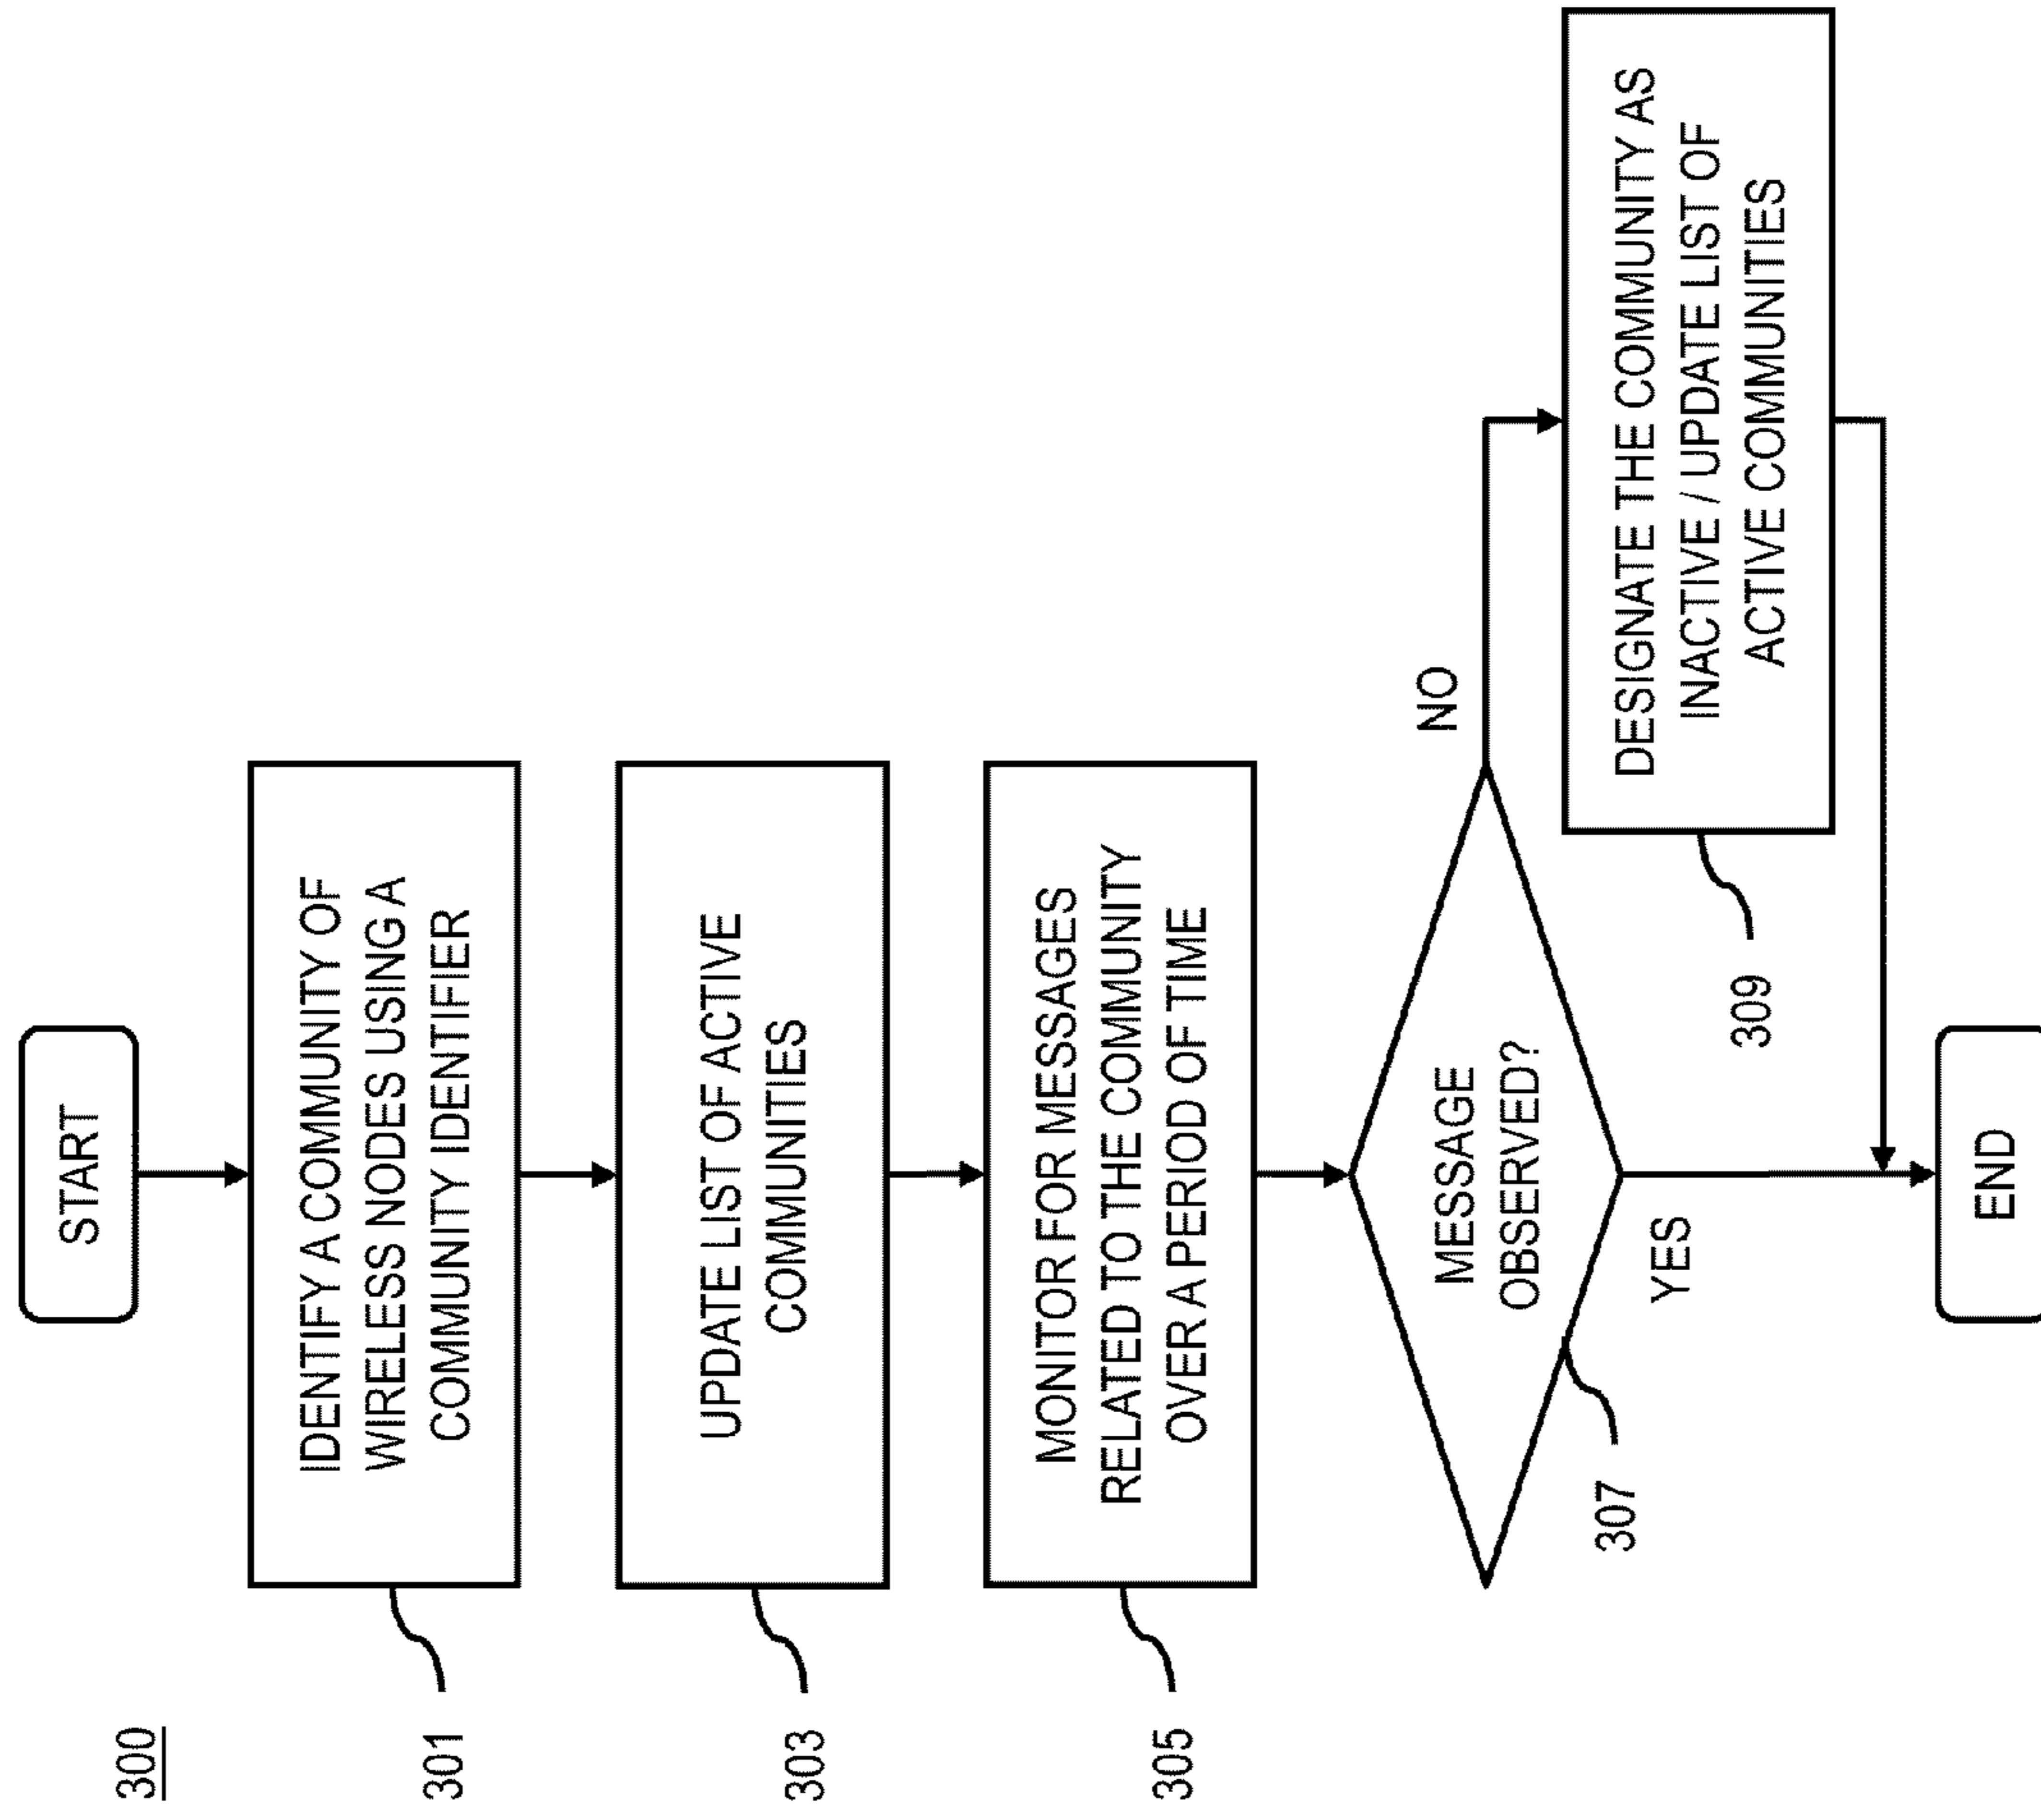 300
START
301
IDENTIFY A COMMUNITY OF
WIRELESS NODES USING A
COMMUNITY IDENTIFIER
303
UPDATE LIST OF ACTIVE
COMMUNITIES
305
MONITOR FOR MESSAGES
RELATED TO THE COMMUNITY
OVER A PERIOD OF TIME
307
MESSAGE
OBSERVED?
NO
YES
309
DESIGNATE THE COMMUNITY AS
INACTIVE / UPDATE LIST OF
ACTIVE COMMUNITIES
END